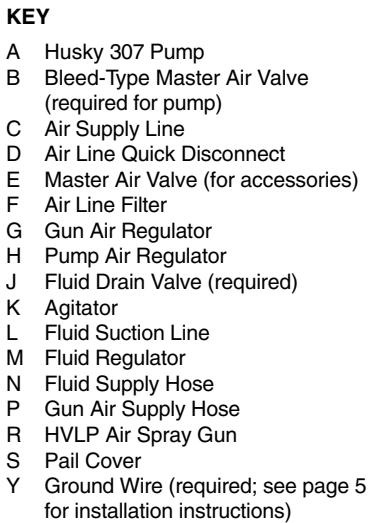 KEY
A Husky 307 Pump
B Bleed-Type Master Air Valve
(required for pump)
C Air Supply Line
D Air Line Quick Disconnect
E Master Air Valve (for accessories)
F Air Line Filter
G Gun Air Regulator
H Pump Air Regulator
J Fluid Drain Valve (required)
K Agitator
L Fluid Suction Line
M Fluid Regulator
N Fluid Supply Hose
P Gun Air Supply Hose
R HVLP Air Spray Gun
S Pail Cover
Y Ground Wire (required; see page 5
for installation instructions)